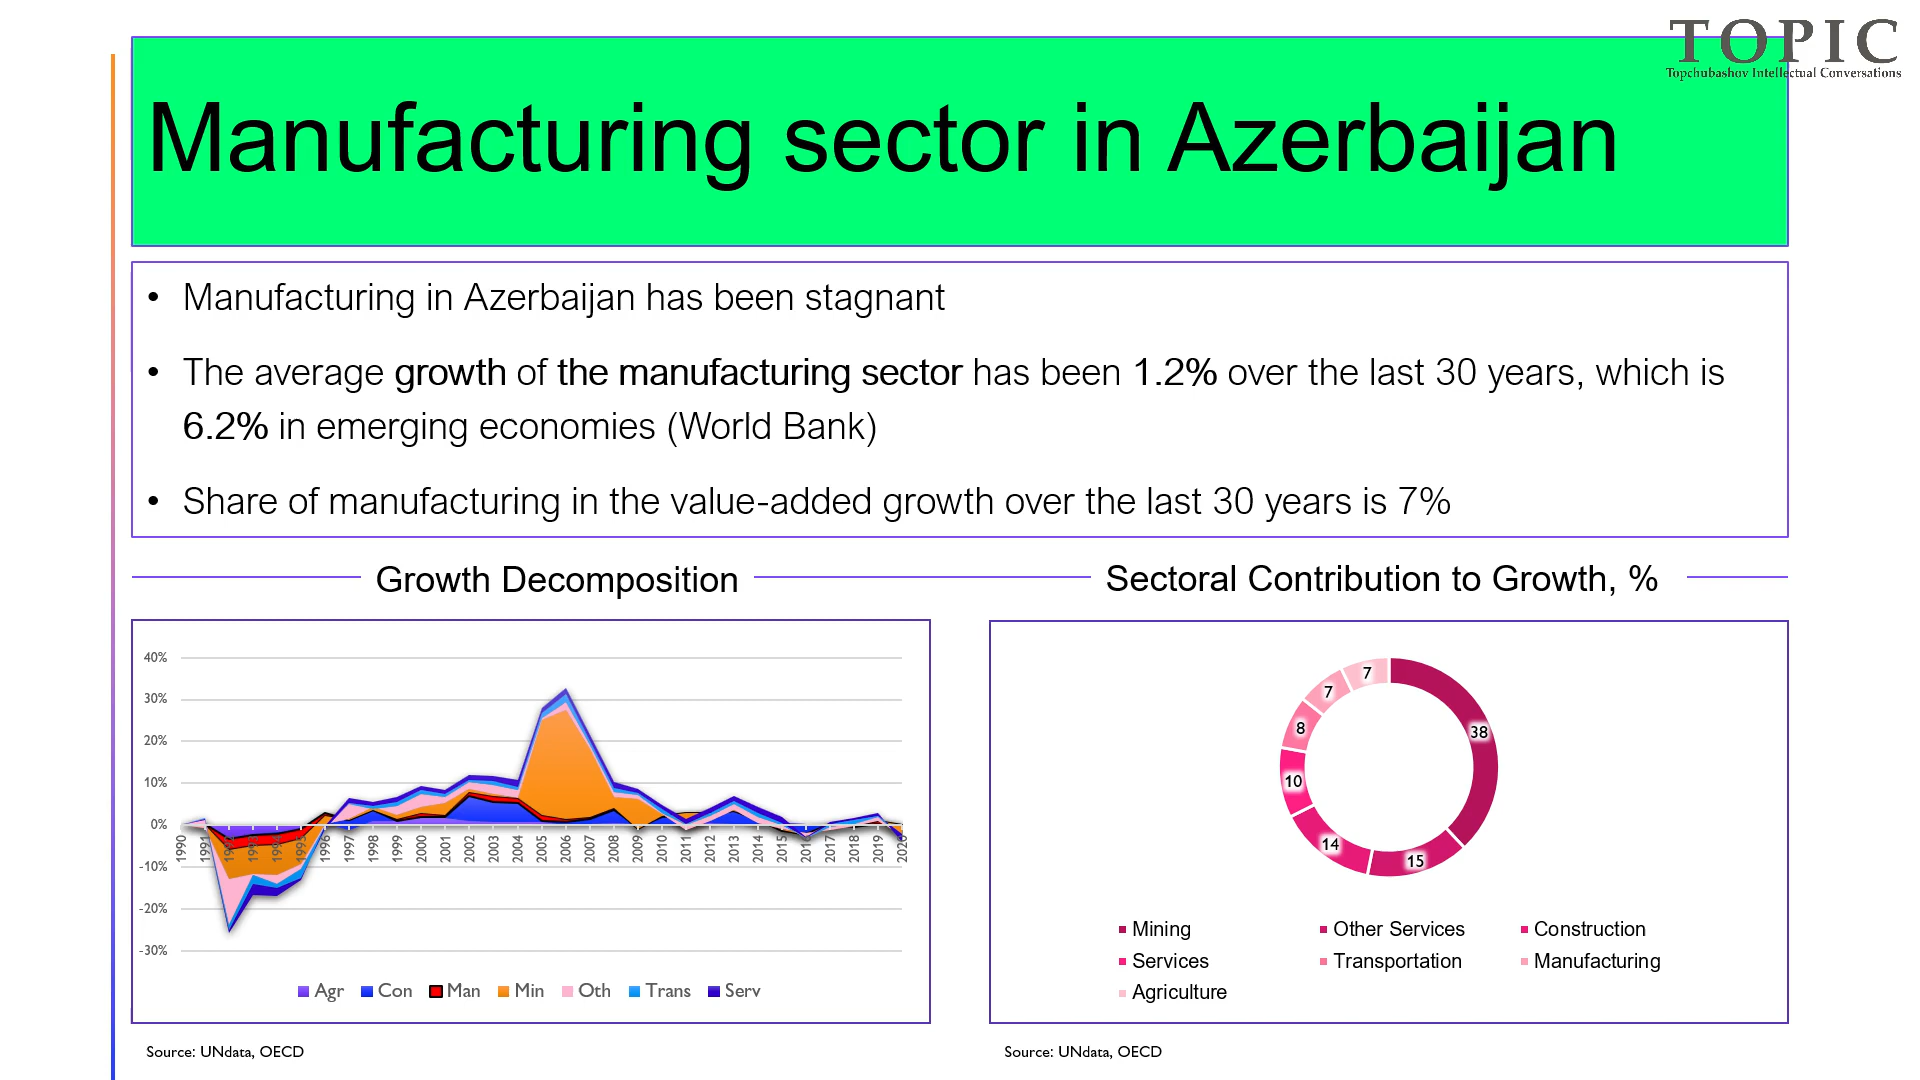 TOPIC
Topchubashov Intellectual Conversations
Manufacturing sector in Azerbaijan
• Manufacturing in Azerbaijan has been stagnant
• The average growth of the manufacturing sector has been 1.2% over the last 30 years, which is
6.2% in emerging economies (World Bank)
• Share of manufacturing in the value-added growth over the last 30 years is 7%
Growth Decomposition
40%
30%
20%
10%
0%
-10%
-20%
-30%
1990 1991 1995 1996 1997 1998 1999 2000 2001 2002 2003 2004 2005 2006 2007 2008 2009 2010 2011 2012 2013 2014 2015 2016 2017 2018 2019 2020
Agr Con Man Min Oth Trans Serv
Source: UNdata, OECD
Sectoral Contribution to Growth, %
7
7
38
8
10
14
15
Mining Other Services Construction
Services Transportation Manufacturing
Agriculture
Source: UNdata, OECD